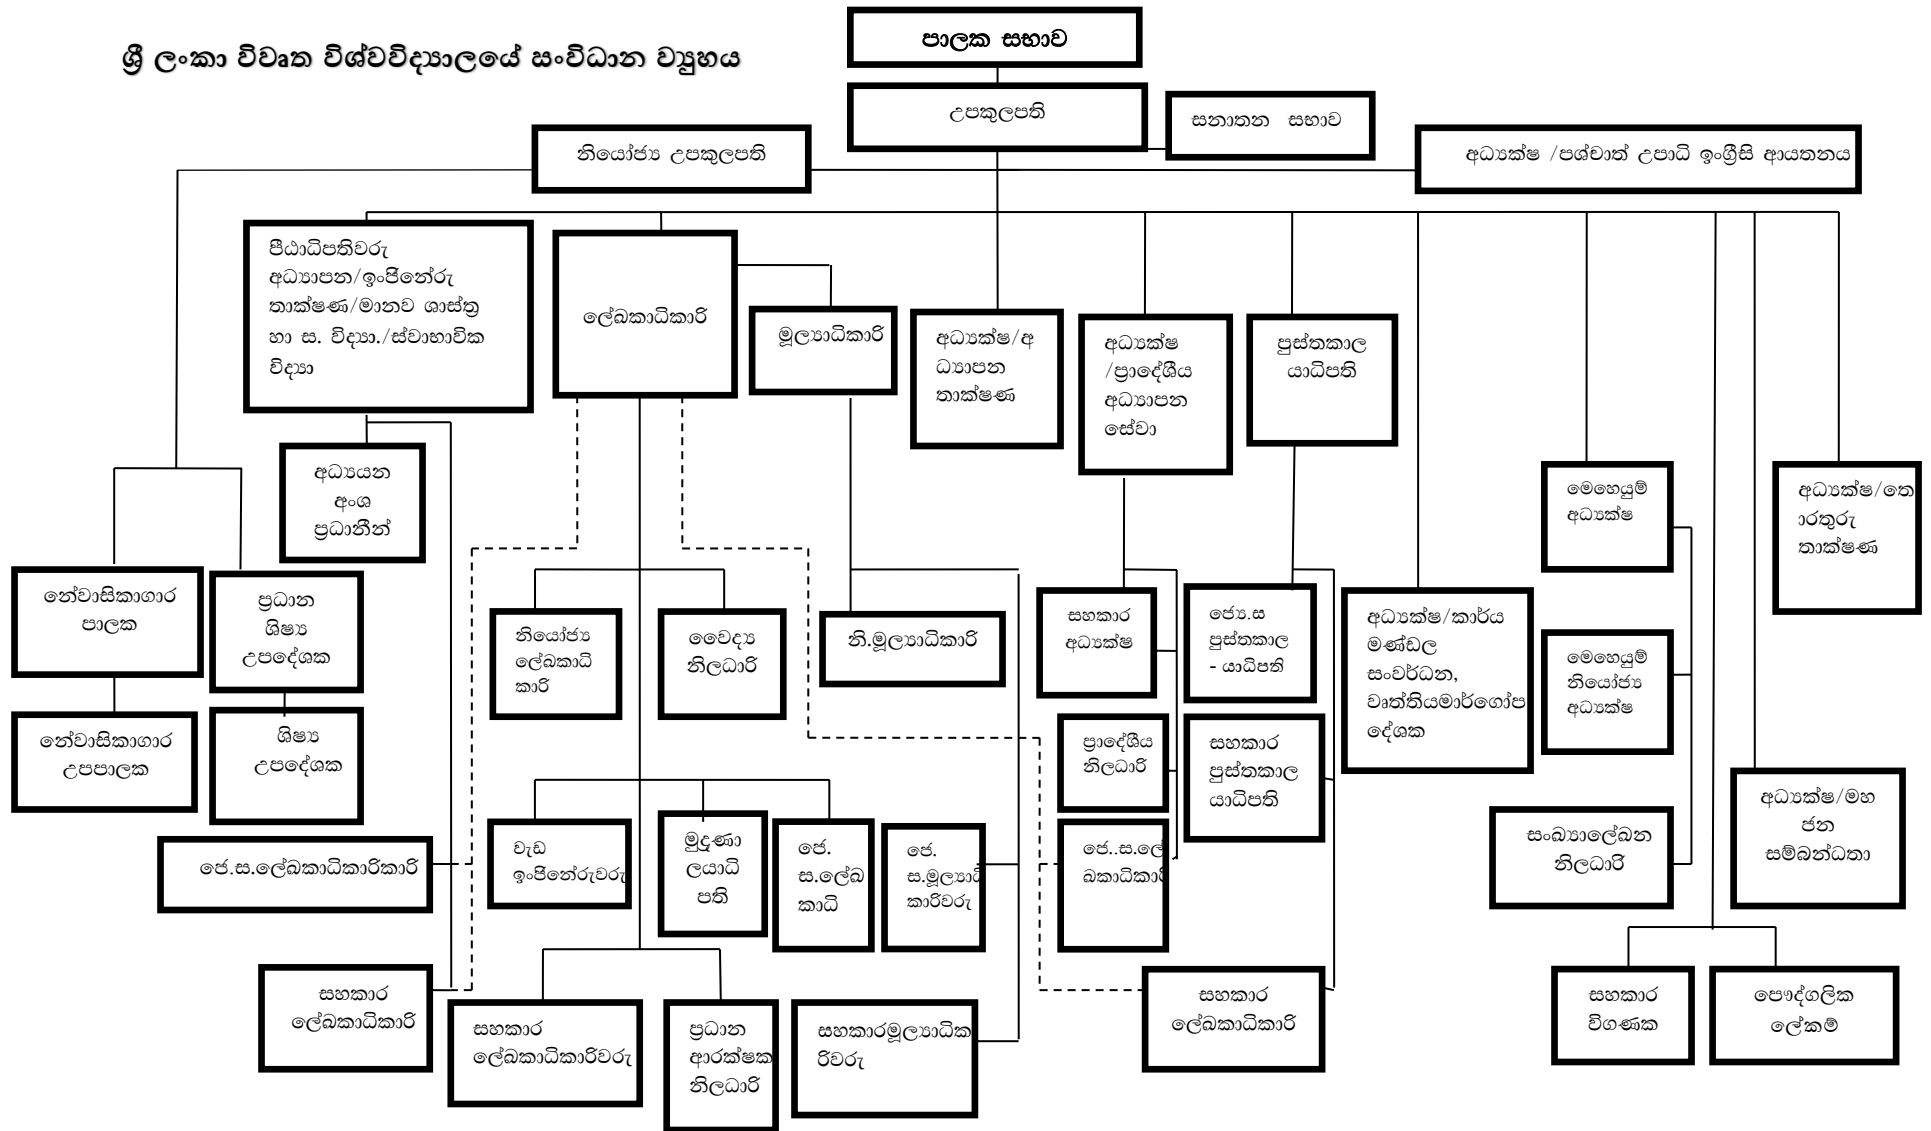 ශ්‍රී ලංකා විවෘත විශ්වවිද්‍යාලයේ සංවිධාන ව්‍යුහය
පාලක සභාව
උපකුලපති
සනාතන සභාව
නියෝජ්‍ය උපකුලපති
අධ්‍යක්ෂ /පශ්චාත් උපාධි ඉංග්‍රීසි ආයතනය
පීඨාධිපතිවරු
අධ්‍යාපන/ඉංජිනේරු
තාක්ෂණ/මානව ශාස්ත්‍ර
හා ස. විද්‍යා./ස්වාභාවික
විද්‍යා
ලේඛකාධිකාරි
මූල්‍යාධිකාරි
අධ්‍යක්ෂ/අ
ධ්‍යාපන
තාක්ෂණ
අධ්‍යක්ෂ
/ප්‍රාදේශීය
අධ්‍යාපන
සේවා
පුස්තකාල
යාධිපති
අධ්‍යයන
අංශ
ප්‍රධානීන්
මෙහෙයුම්
අධ්‍යක්ෂ
අධ්‍යක්ෂ/තො
රතුරු
තාක්ෂණ
නේවාසිකාගාර
පාලක
ප්‍රධාන
ශිෂ්‍ය
උපදේශක
නියෝජ්‍ය
ලේඛකාධි
කාරි
වෛද්‍ය
නිලධාරි
නි.මූල්‍යාධිකාරි
සහකාර
අධ්‍යක්ෂ
ජ්‍යෙ.ස
පුස්තකාල
- යාධිපති
අධ්‍යක්ෂ/කාර්ය
මණ්ඩල
සංවර්ධන,
වෘත්තියමාර්ගෝප
දේශක
මෙහෙයුම්
නියෝජ්‍ය
අධ්‍යක්ෂ
නේවාසිකාගාර
උපපාලක
ශිෂ්‍ය
උපදේශක
ප්‍රාදේශීය
නිලධාරි
සහකාර
පුස්තකාල
යාධිපති
අධ්‍යක්ෂ/මහ
ජන
සම්බන්ධතා
ජෙ.ස.ලේඛකාධිකාරිකාරි
වැඩ
ඉංපිනේරුවරු
මුද්‍රණා
ලයාධි
පති
ජෙ.
ස.ලේඛ
කාධි
ජෙ.
ස.මූල්‍යාධි
කාරිවරු
ජෙ..ස.ලේ
ඛකාධිකාරි
සංඛ්‍යාලේඛන
නිලධාරි
සහකාර
ලේඛකාධිකාරි
සහකාර
ලේඛකාධිකාරිවරු
ප්‍රධාන
ආරක්ෂක
නිලධාරි
සහකාරමූල්‍යාධික
රිවරු
සහකාර
ලේඛකාධිකාරි
සහකාර
විගණක
පෞද්ගලික
ලේකම්